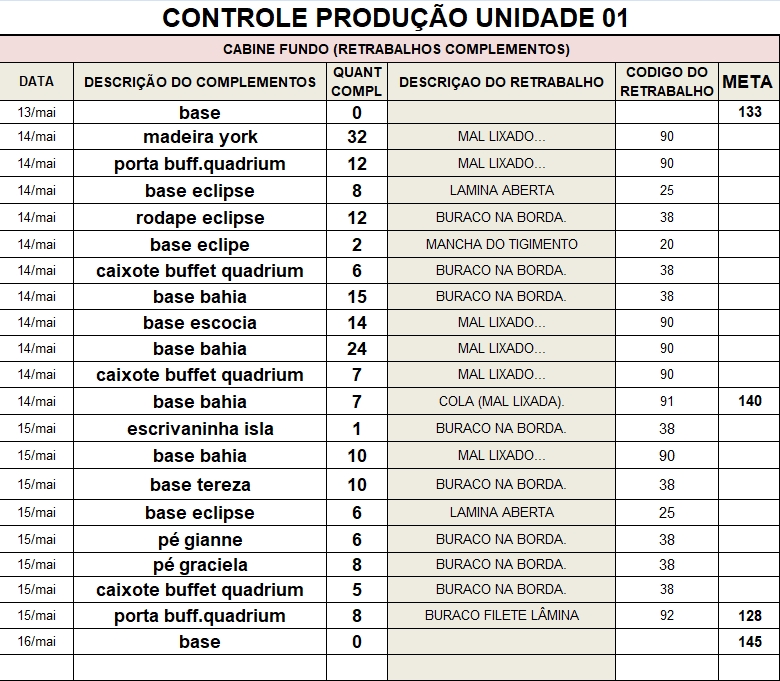 CONTROLE PRODUÇÃO UNIDADE 01
CABINE FUNDO (RETRABALHOS COMPLEMENTOS)
DATA DESCRIÇÃO DO COMPLEMENTOS QUANT COMPL DESCRIÇAO DO RETRABALHO CODIGO DO RETRABALHO META
13/mai base 0 133
14/mai madeira york 32 MAL LIXADO... 90
14/mai porta buff.quadrium 12 MAL LIXADO... 90
14/mai base eclipse 8 LAMINA ABERTA 25
14/mai rodape eclipse 12 BURACO NA BORDA. 38
14/mai base eclipe 2 MANCHA DO TIGIMENTO 20
14/mai caixote buffet quadrium 6 BURACO NA BORDA. 38
14/mai base bahia 15 BURACO NA BORDA. 38
14/mai base escocia 14 MAL LIXADO... 90
14/mai base bahia 24 MAL LIXADO... 90
14/mai caixote buffet quadrium 7 MAL LIXADO... 90
14/mai base bahia 7 COLA (MAL LIXADA). 91 140
15/mai escrivaninha isla 1 BURACO NA BORDA. 38
15/mai base bahia 10 MAL LIXADO... 90
15/mai base tereza 10 BURACO NA BORDA. 38
15/mai base eclipse 6 LAMINA ABERTA 25
15/mai pé gianne 6 BURACO NA BORDA. 38
15/mai pé graciela 8 BURACO NA BORDA. 38
15/mai caixote buffet quadrium 5 BURACO NA BORDA. 38
15/mai porta buff.quadrium 8 BURACO FILETE LÂMINA 92 128
16/mai base 0 145